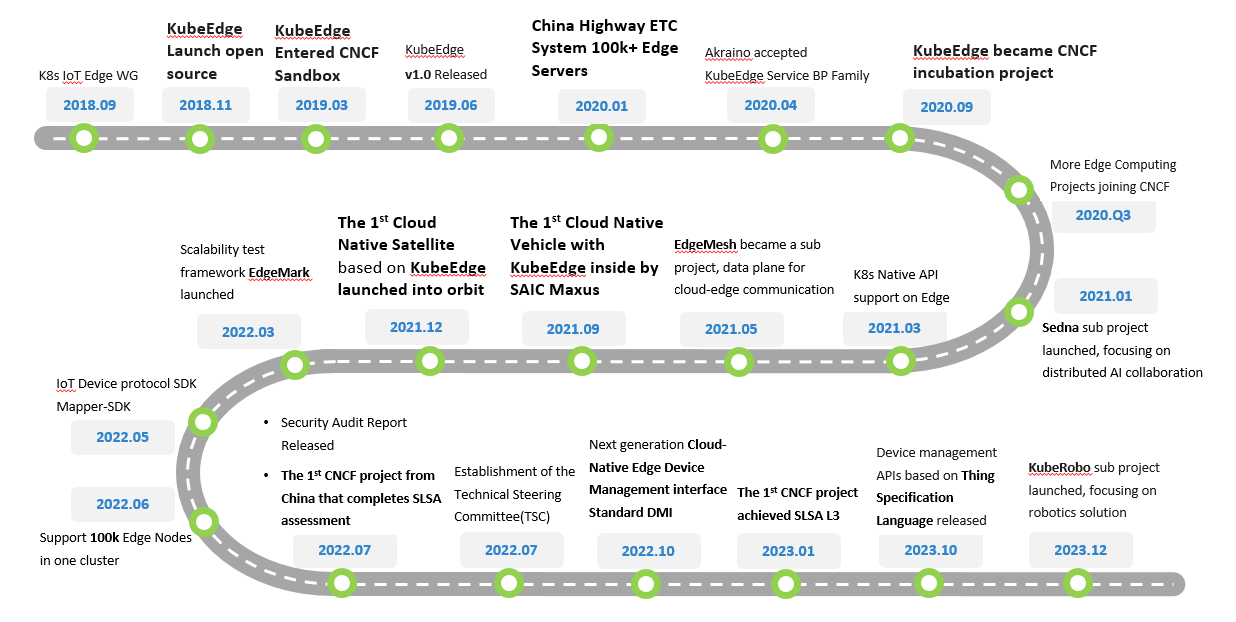 K8s IoT Edge WG
2018.09
KubeEdge
Launch open
source
2018.11
KubeEdge
Entered CNCF
Sandbox
2019.03
KubeEdge
v1.0 Released
2019.06
China Highway ETC
System 100k+ Edge
Servers
2020.01
Akraino accepted
KubeEdge Service BP Family
2020.04
KubeEdge became CNCF
incubation project
2020.09
More Edge Computing
Projects joining CNCF
2020.Q3
2021.01
Sedna sub project
launched, focusing on
distributed AI collaboration
K8s Native API
support on Edge
2021.03
EdgeMesh became a sub
project, data plane for
cloud-edge communication
2021.05
The 1st Cloud Native
Vehicle with
KubeEdge inside by
SAIC Maxus
2021.09
The 1st Cloud
Native Satellite
based on KubeEdge
launched into orbit
2021.12
Scalability test
framework EdgeMark
launched
2022.03
IoT Device protocol SDK
Mapper-SDK
2022.05
2022.06
Support 100k Edge Nodes
in one cluster
• Security Audit Report
Released
• The 1st CNCF project from
China that completes SLSA
assessment
2022.07
Establishment of the
Technical Steering
Committee(TSC)
2022.07
Next generation Cloud-
Native Edge Device
Management interface
Standard DMI
2022.10
The 1st CNCF project
achieved SLSA L3
2023.01
Device management
APIs based on Thing
Specification
Language released
2023.10
KubeRobo sub project
launched, focusing on
robotics solution
2023.12